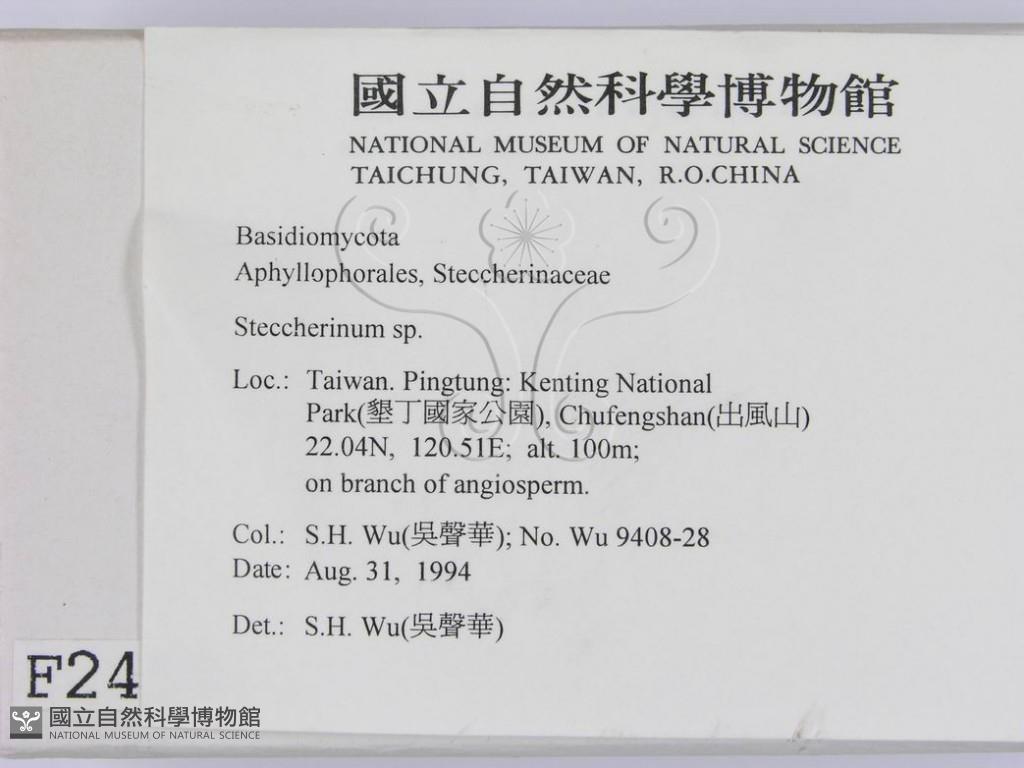 國立自然科學博物館
NATIONAL MUSEUM OF NATURAL SCIENCE
TAICHUNG, TAIWAN, R.O.CHINA
Basidiomycota
Aphyllophorales, Steccherinaceae
Steccherinum sp.
Loc.: Taiwan. Pingtung: Kenting National
Park(墾丁國家公園), Chufengshan(出風山)
22.04N, 120.51E; alt. 100m;
on branch of angiosperm.
Col.: S.H. Wu(吳聲華); No. Wu 9408-28
Date: Aug. 31, 1994
Det.: S.H. Wu(吳聲華)
F24
國立自然科學博物館
NATIONAL MUSEUM OF NATURAL SCIENCE